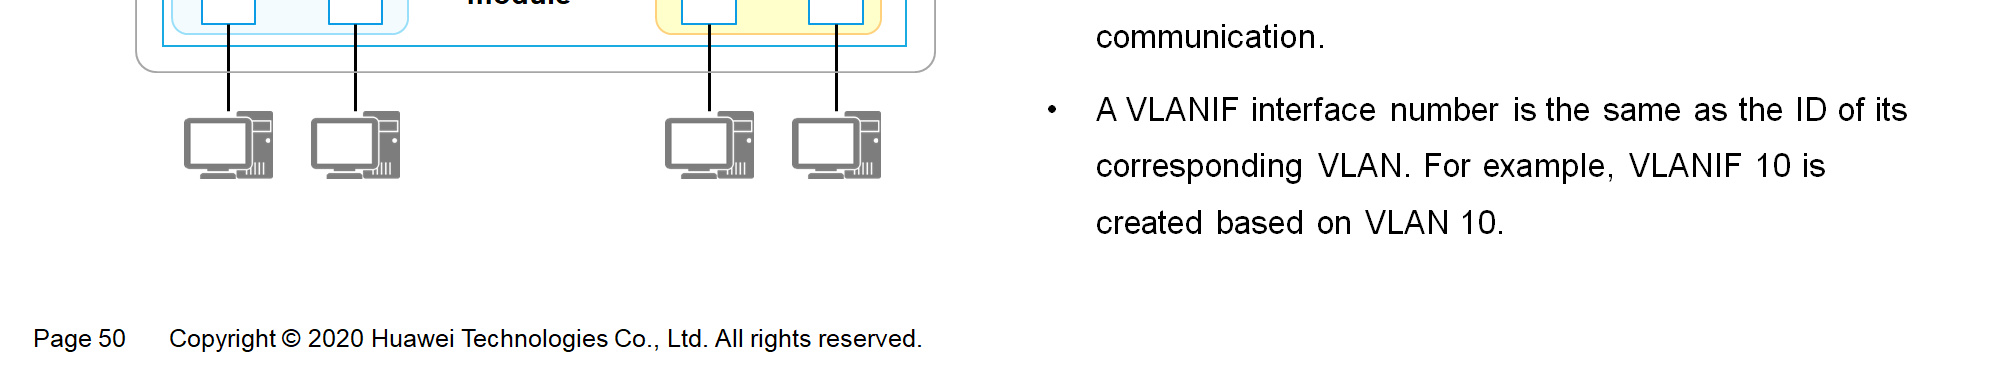 module
communication.
• A VLANIF interface number is the same as the ID of its
corresponding VLAN. For example, VLANIF 10 is
created based on VLAN 10.
Page 50 Copyright © 2020 Huawei Technologies Co., Ltd. All rights reserved.